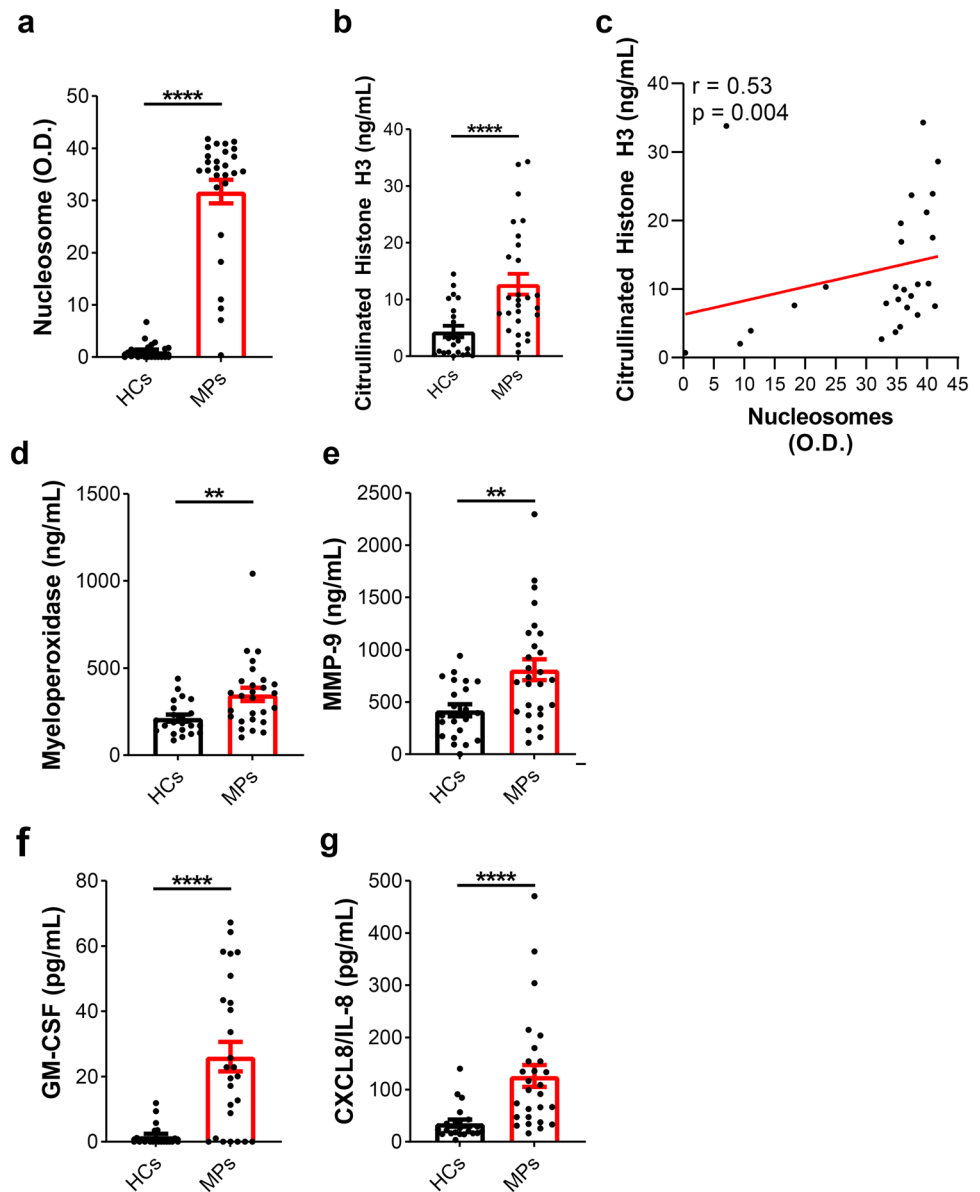 a
Nucleosome (O.D.)
50
40
30
20
10
0
****
HCs
MPs
b
Citrullinated Histone H3 (ng/mL)
40
30
20
10
0
****
HCs
MPs
c
Citrullinated Histone H3 (ng/mL)
40
30
20
10
0
r = 0.53
p = 0.004
0 5 10 15 20 25 30 35 40 45
Nucleosomes
(O.D.)
d
Myeloperoxidase (ng/mL)
1500
1000
500
0
**
HCs
MPs
e
MMP-9 (ng/mL)
2500
2000
1500
1000
500
0
**
HCs
MPs
f
GM-CSF (pg/mL)
80
60
40
20
0
****
HCs
MPs
g
CXCL8/IL-8 (pg/mL)
500
400
300
200
100
0
****
HCs
MPs